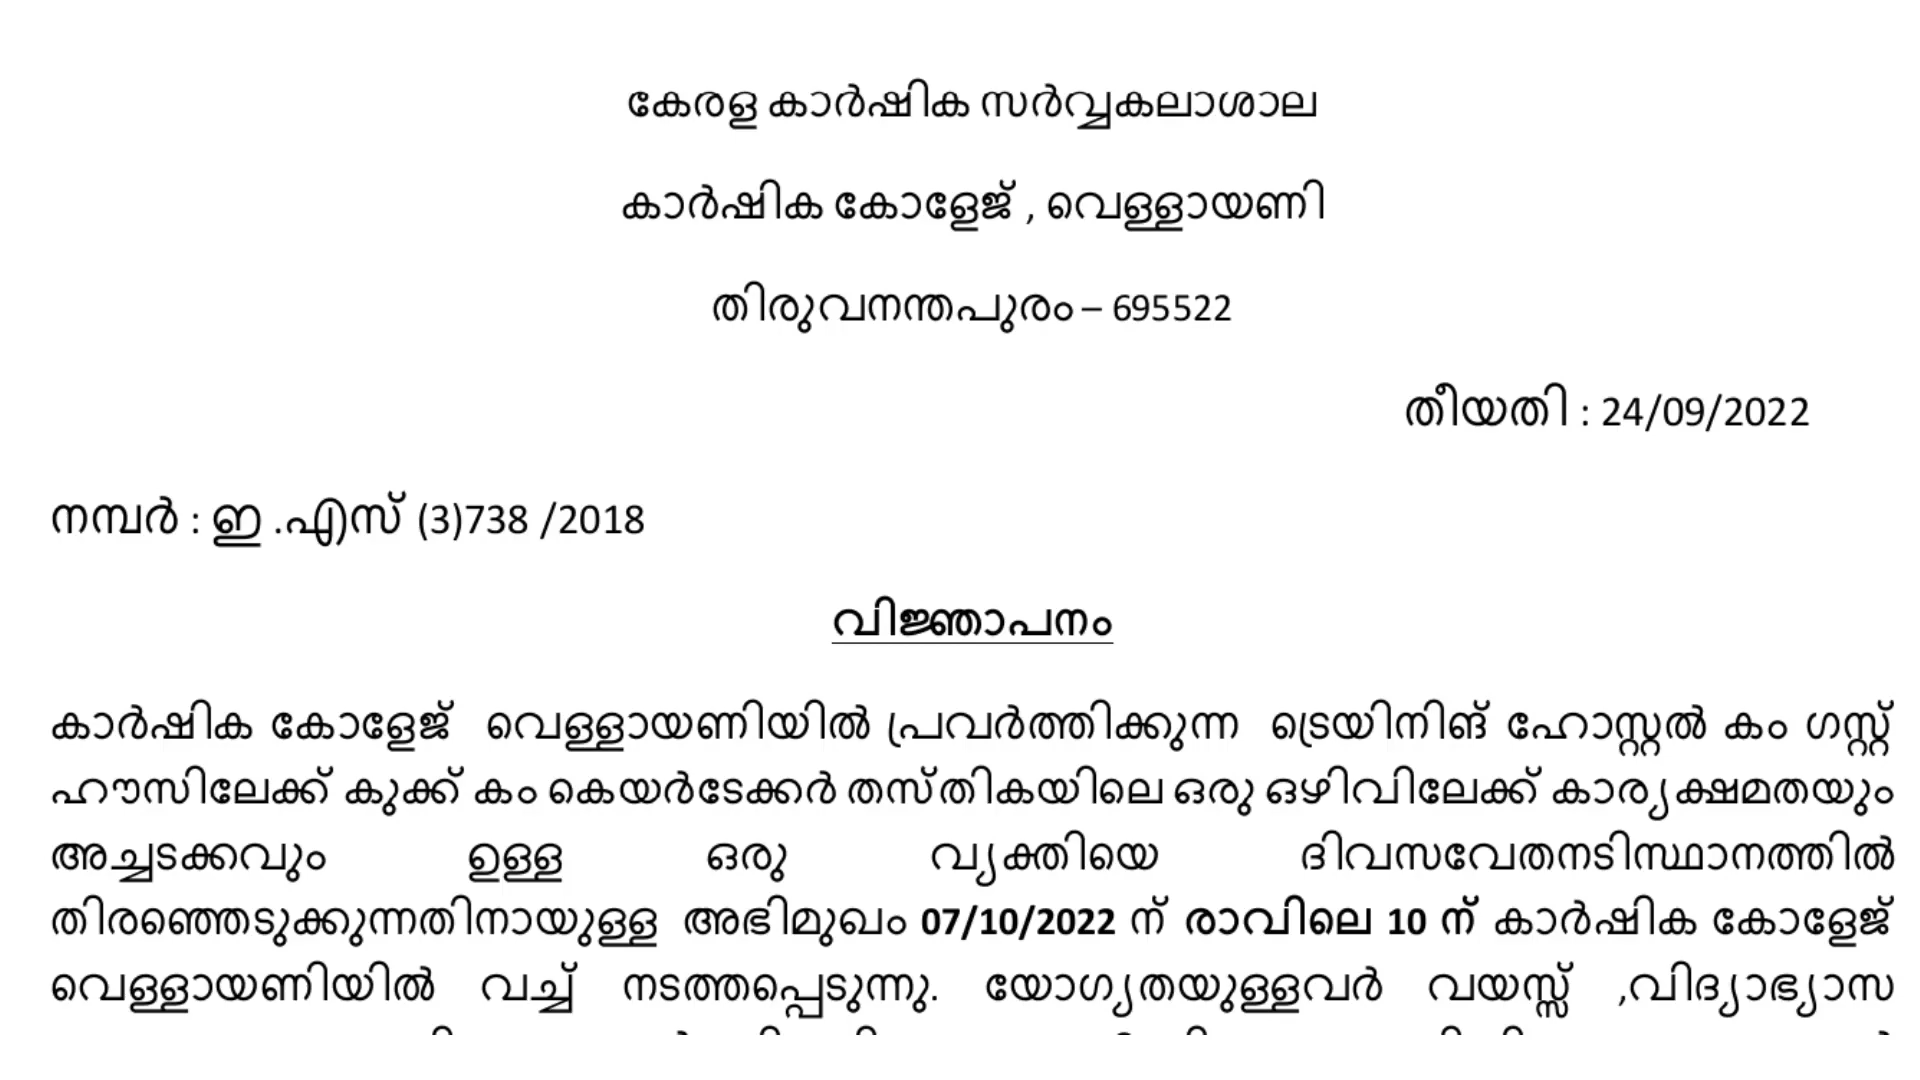 കേരള കാർഷിക സർവ്വകലാശാല
കാർഷിക കോളേജ് , വെള്ളായണി
തിരുവനന്തപുരം – 695522
തീയതി : 24/09/2022
നമ്പർ : ഇ .എസ് (3)738 /2018
വിജ്ഞാപനം
കാർഷിക കോളേജ് വെള്ളായണിയിൽ പ്രവർത്തിക്കുന്ന ട്രെയിനിങ് ഹോസ്റ്റൽ കം ഗസ്റ്റ്
ഹൗസിലേക്ക് കുക്ക് കം കെയർടേക്കർ തസ്തികയിലെ ഒരു ഒഴിവിലേക്ക് കാര്യക്ഷമതയും
അച്ചടക്കവും ഉള്ള ഒരു വ്യക്തിയെ ദിവസവേതനടിസ്ഥാനത്തിൽ
തിരഞ്ഞെടുക്കുന്നതിനായുള്ള അഭിമുഖം 07/10/2022 ന് രാവിലെ 10 ന് കാർഷിക കോളേജ്
വെള്ളായണിയിൽ വച്ച് നടത്തപ്പെടുന്നു. യോഗ്യതയുള്ളവർ വയസ്സ് ,വിദ്യാഭ്യാസ